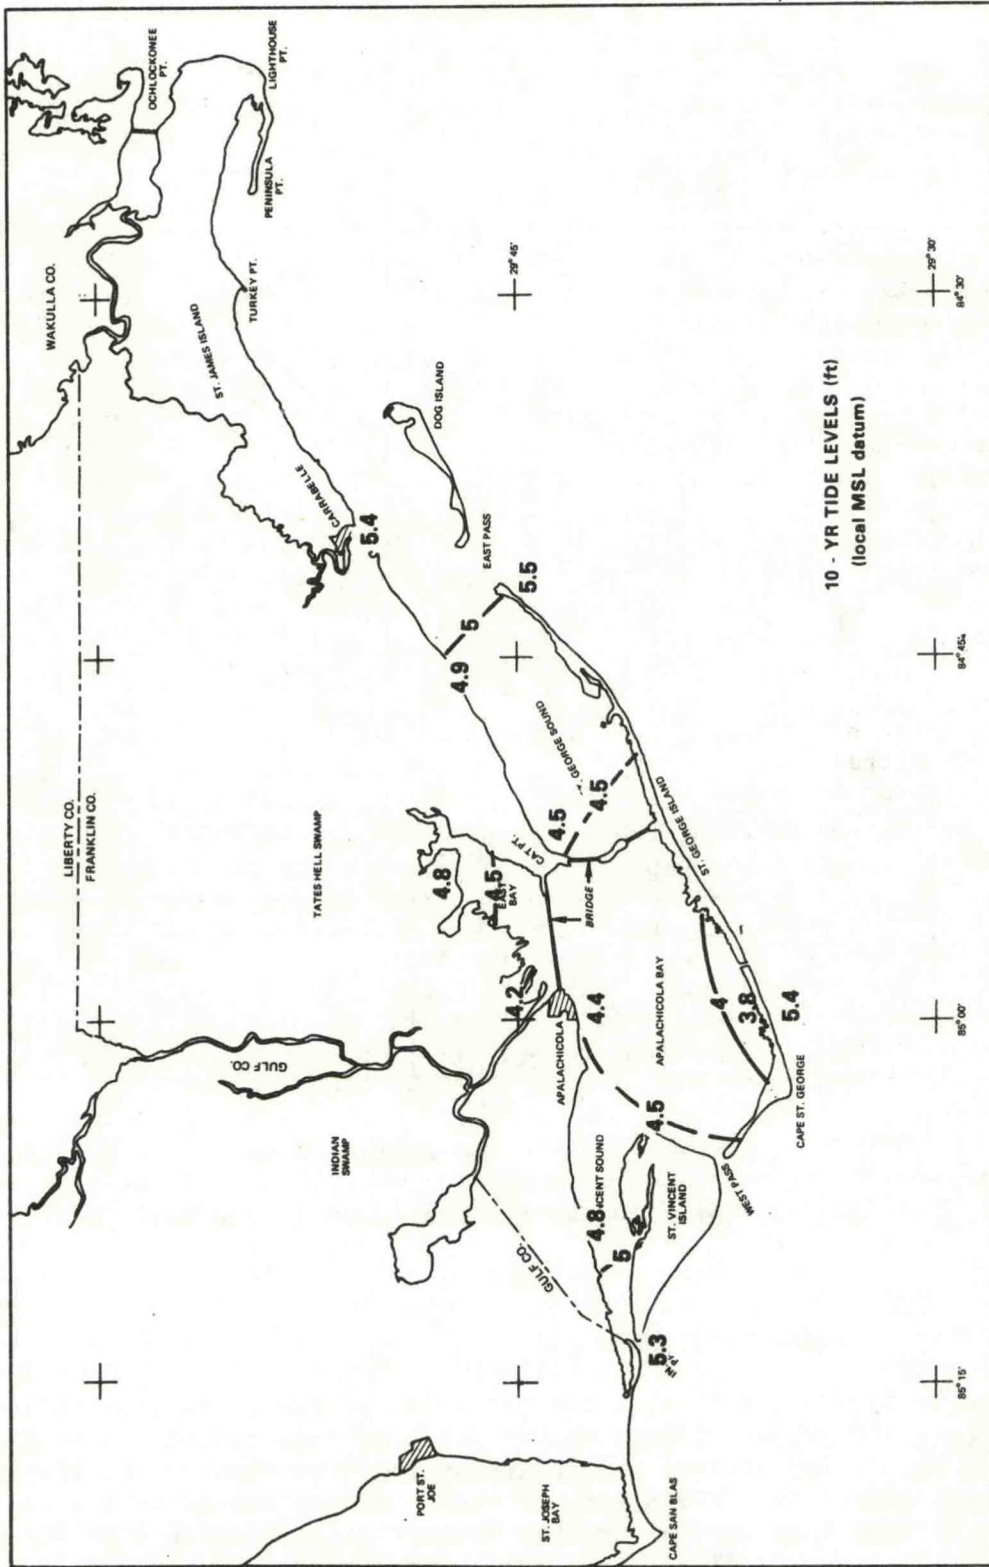 OCHLOCKONEE
PT.
LIGHTHOUSE
PT.
PENINSULA
PT.
WAKULLA CO.
ST. JAMES ISLAND
TURKEY PT.
29° 45'
29° 30'
84° 30'
DOG ISLAND
CARRABELLE
5.4
EAST PASS
5.5
5
4.9
84° 45'
10 - YR TIDE LEVELS (ft)
(local MSL datum)
LIBERTY CO.
FRANKLIN CO.
TATES HELL SWAMP
GEORGE SOUND
4.5
4.5
CAT PT.
ST. GEORGE ISLAND
4.8
4.5
EAST
BAY
BRIDGE
4.2
4.4
APALACHICOLA
APALACHICOLA BAY
4
3.8
5.4
85° 00'
GULF CO.
CAPE ST. GEORGE
4.5
INDIAN
SWAMP
4.8
NCENT SOUND
ST. VINCENT
ISLAND
WEST PASS
5
GULF CO.
5.3
85° 15'
PORT ST.
JOE
ST. JOSEPH
BAY
CAPE SAN BLAS